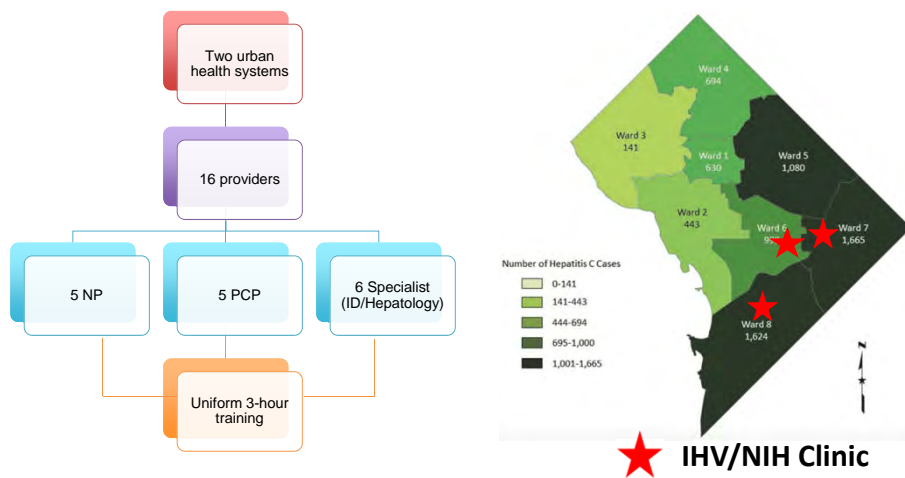 Two urban
health systems
16 providers
5 NP
5 PCP
6 Specialist
(ID/Hepatology)
Uniform 3-hour
training
Ward 4
694
Ward 3
141
Ward 1
630
Ward 5
1,080
Ward 2
443
Ward 6
Ward 7
1,665
Ward 8
1,624
Number of Hepatitis C Cases
0-141
141-443
444-694
695-1,000
1,001-1,665
N
IHV/NIH Clinic